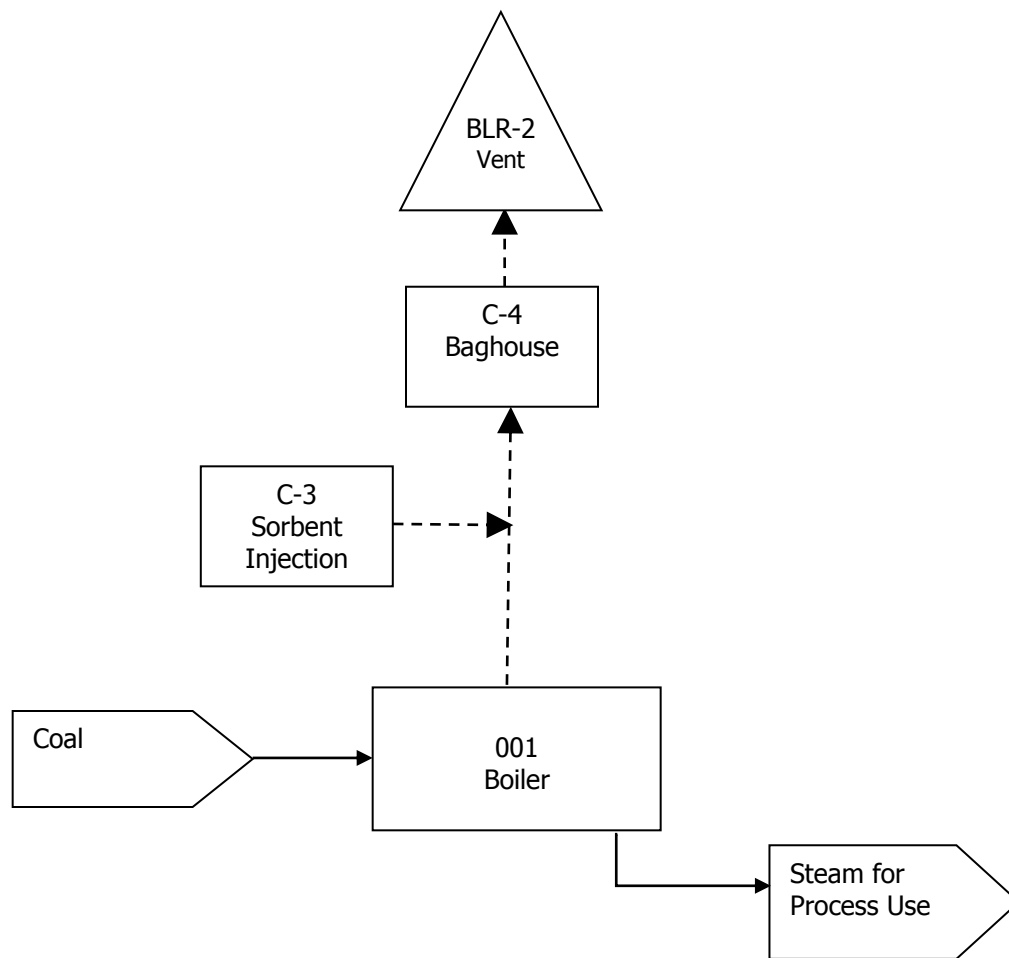 BLR-2
Vent
C-4
Baghouse
C-3
Sorbent
Injection
Coal
001
Boiler
Steam for
Process Use